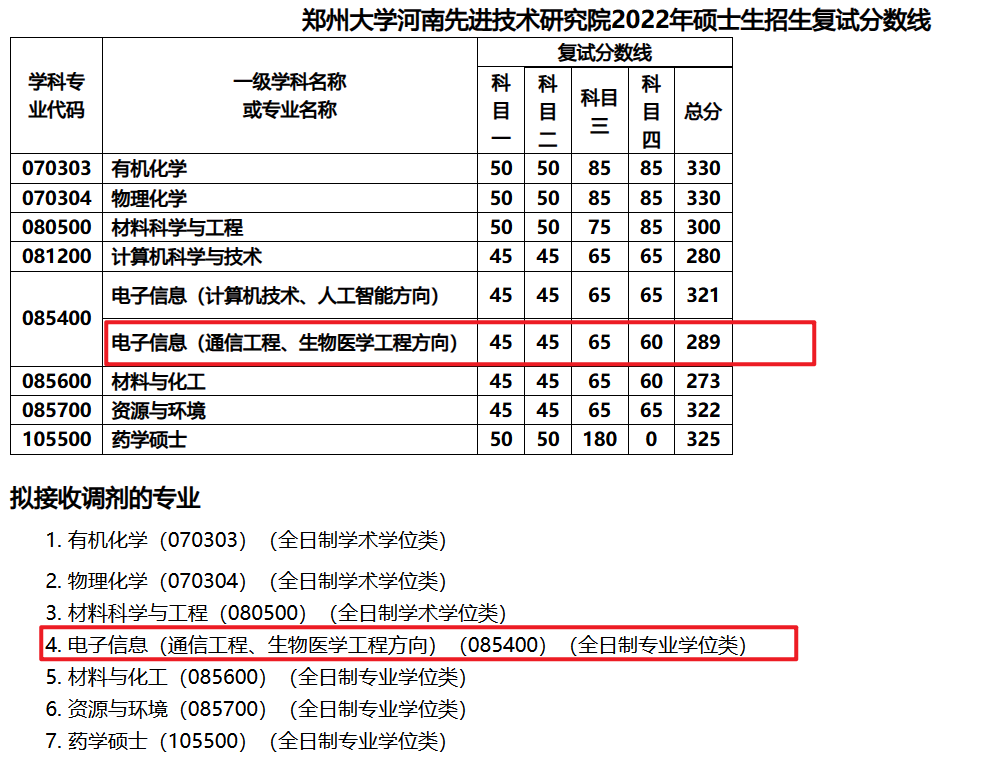 郑州大学河南先进技术研究院2022年硕士生招生复试分数线
学科专业代码 一级学科名称或专业名称 复试分数线
科目一 科目二 科目三 科目四 总分
070303 有机化学 50 50 85 85 330
070304 物理化学 50 50 85 85 330
080500 材料科学与工程 50 50 75 85 300
081200 计算机科学与技术 45 45 65 65 280
085400 电子信息（计算机技术、人工智能方向） 45 45 65 65 321
电子信息（通信工程、生物医学工程方向） 45 45 65 60 289
085600 材料与化工 45 45 65 60 273
085700 资源与环境 45 45 65 65 322
105500 药学硕士 50 50 180 0 325
拟接收调剂的专业
1. 有机化学（070303）（全日制学术学位类）
2. 物理化学（070304）（全日制学术学位类）
3. 材料科学与工程（080500）（全日制学术学位类）
4. 电子信息（通信工程、生物医学工程方向）（085400）（全日制专业学位类）
5. 材料与化工（085600）（全日制专业学位类）
6. 资源与环境（085700）（全日制专业学位类）
7. 药学硕士（105500）（全日制专业学位类）